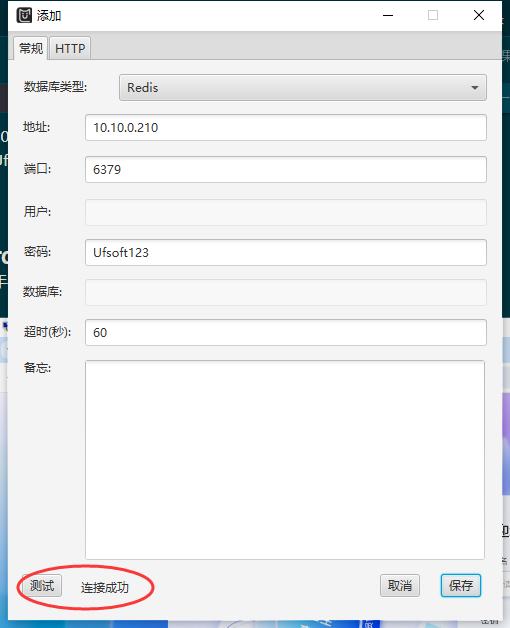 添加
常规 HTTP
数据库类型: Redis
地址: 10.10.0.210
端口: 6379
用户:
密码: Ufsoft123
数据库:
超时(秒): 60
备忘:
测试 连接成功 取消 保存